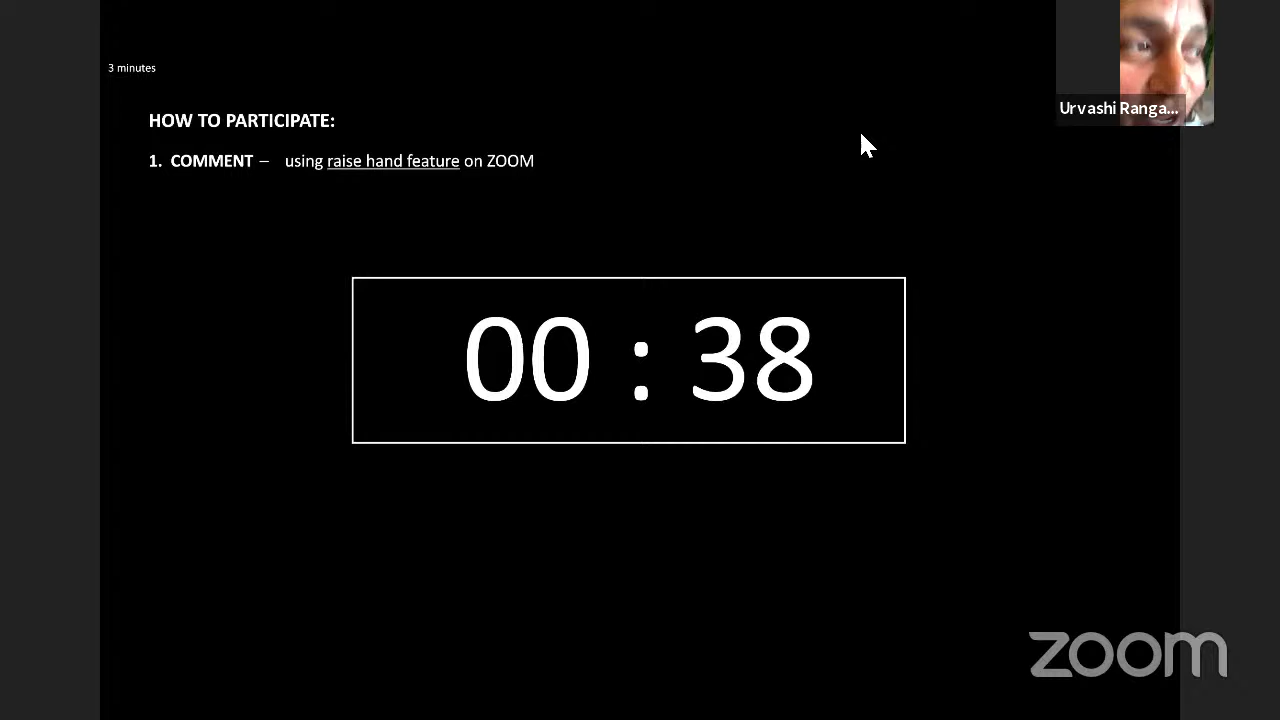 3 minutes
HOW TO PARTICIPATE:
1. COMMENT – using raise hand feature on ZOOM
Urvashi Ranga...
00 : 38
zoom